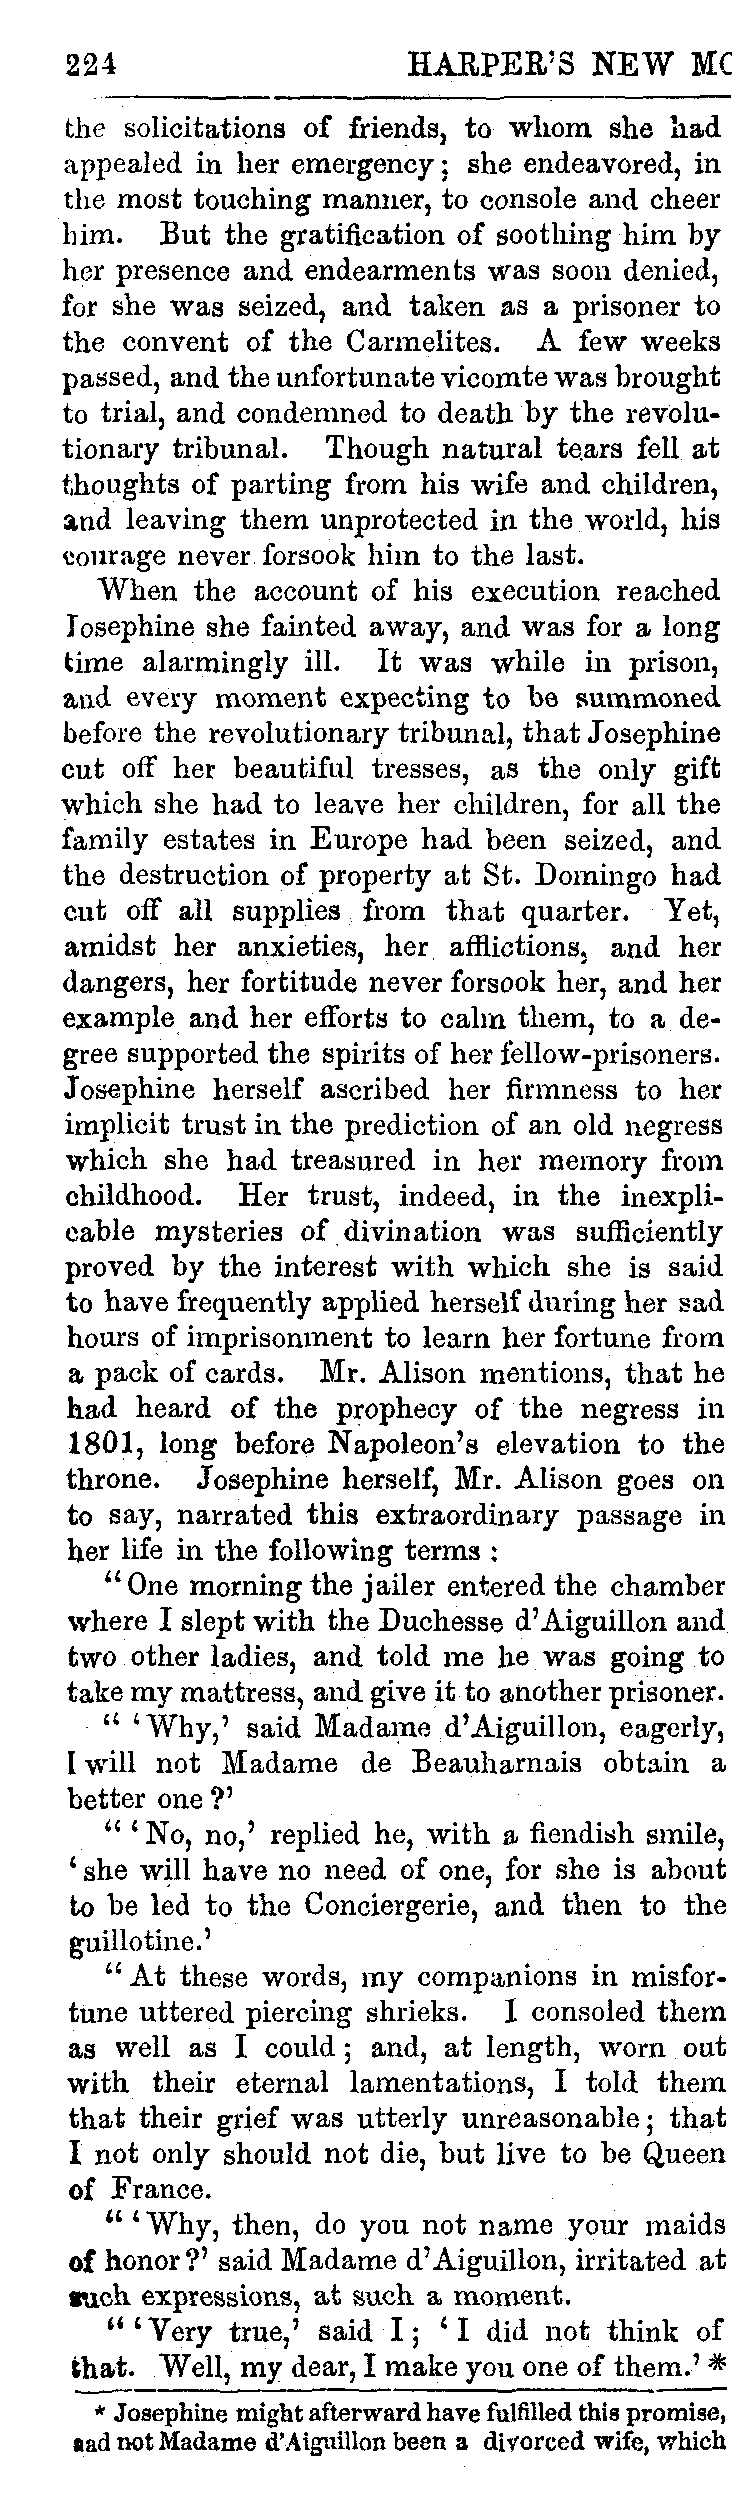 224 HARPER'S NEW MO
the solicitations of friends, to whom she had
appealed in her emergency; she endeavored, in
the most touching manner, to console and cheer
him. But the gratification of soothing him by
her presence and endearments was soon denied,
for she was seized, and taken as a prisoner to
the convent of the Carmelites. A few weeks
passed, and the unfortunate vicomte was brought
to trial, and condemned to death by the revolu-
tionary tribunal. Though natural tears fell at
thoughts of parting from his wife and children,
and leaving them unprotected in the world, his
courage never forsook him to the last.
When the account of his execution reached
Josephine she fainted away, and was for a long
time alarmingly ill. It was while in prison,
and every moment expecting to be summoned
before the revolutionary tribunal, that Josephine
cut off her beautiful tresses, as the only gift
which she had to leave her children, for all the
family estates in Europe had been seized, and
the destruction of property at St. Domingo had
cut off all supplies from that quarter. Yet,
amidst her anxieties, her afflictions, and her
dangers, her fortitude never forsook her, and her
example and her efforts to calm them, to a de-
gree supported the spirits of her fellow-prisoners.
Josephine herself ascribed her firmness to her
implicit trust in the prediction of an old negress
which she had treasured in her memory from
childhood. Her trust, indeed, in the inexpli-
cable mysteries of divination was sufficiently
proved by the interest with which she is said
to have frequently applied herself during her sad
hours of imprisonment to learn her fortune from
a pack of cards. Mr. Alison mentions, that he
had heard of the prophecy of the negress in
1801, long before Napoleon's elevation to the
throne. Josephine herself, Mr. Alison goes on
to say, narrated this extraordinary passage in
her life in the following terms:
"One morning the jailer entered the chamber
where I slept with the Duchesse d'Aiguillon and
two other ladies, and told me he was going to
take my mattress, and give it to another prisoner.
"'Why,' said Madame d'Aiguillon, eagerly,
I will not Madame de Beauharnais obtain a
better one?'
"'No, no,' replied he, with a fiendish smile,
'she will have no need of one, for she is about
to be led to the Conciergerie, and then to the
guillotine.'
"At these words, my companions in misfor-
tune uttered piercing shrieks. I consoled them
as well as I could; and, at length, worn out
with their eternal lamentations, I told them
that their grief was utterly unreasonable; that
I not only should not die, but live to be Queen
of France.
"'Why, then, do you not name your maids
of honor?' said Madame d'Aiguillon, irritated at
such expressions, at such a moment.
"'Very true,' said I; 'I did not think of
that. Well, my dear, I make you one of them.'*
* Josephine might afterward have fulfilled this promise,
aad not Madame d'Aiguillon been a divorced wife, which